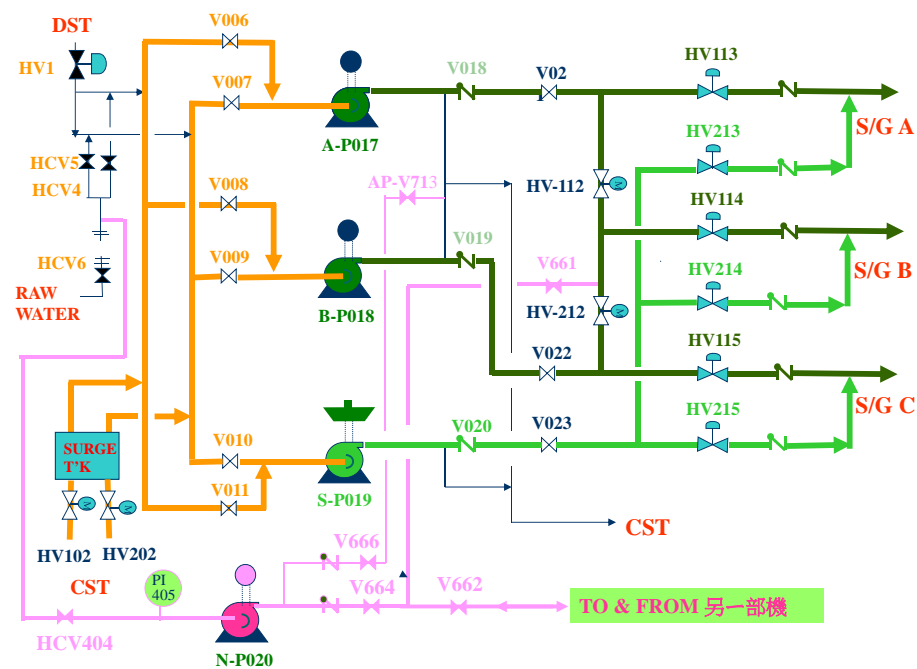 DST
V006
HV1
HV113
V018
V02
1
V007
S/G A
HV213
A-P017
HCV5
HCV4
V008
AP-V713
HV-112
HV114
V019
V009
HCV6
V661
HV214
S/G B
RAW
WATER
B-P018
HV-212
HV115
V022
S/G C
HV215
V010
V020
V023
SURGE
T'K
V011
S-P019
CST
HV102
HV202
V666
CST
PI
405
V664
V662
TO & FROM 另一部機
HCV404
N-P020